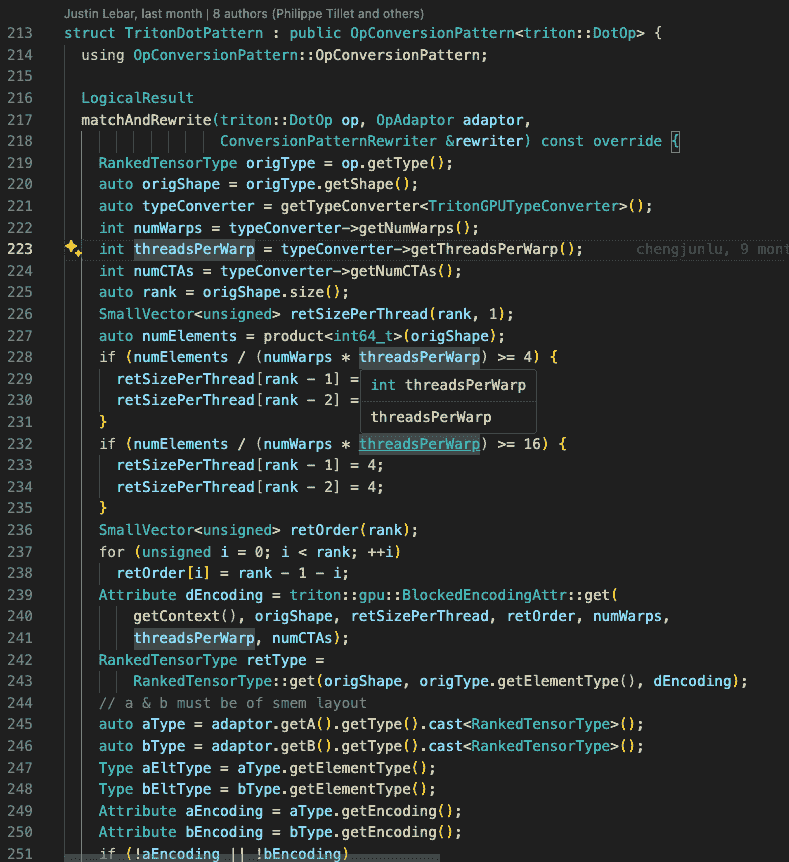 Justin Lebar, last month | 8 authors (Philippe Tillet and others)
213 struct TritonDotPattern : public OpConversionPattern<triton::DotOp> {
214   using OpConversionPattern::OpConversionPattern;
215
216   LogicalResult
217   matchAndRewrite(triton::DotOp op, OpAdaptor adaptor,
218                   ConversionPatternRewriter &rewriter) const override {
219     RankedTensorType origType = op.getType();
220     auto origShape = origType.getShape();
221     auto typeConverter = getTypeConverter<TritonGPUTypeConverter>();
222     int numWarps = typeConverter->getNumWarps();
223     int threadsPerWarp = typeConverter->getThreadsPerWarp();      chengjunlu, 9 mont
224     int numCTAs = typeConverter->getNumCTAs();
225     auto rank = origShape.size();
226     SmallVector<unsigned> retSizePerThread(rank, 1);
227     auto numElements = product<int64_t>(origShape);
228     if (numElements / (numWarps * threadsPerWarp) >= 4) {
229       retSizePerThread[rank - 1] = int threadsPerWarp
230       retSizePerThread[rank - 2] = threadsPerWarp
231     }
232     if (numElements / (numWarps * threadsPerWarp) >= 16) {
233       retSizePerThread[rank - 1] = 4;
234       retSizePerThread[rank - 2] = 4;
235     }
236     SmallVector<unsigned> retOrder(rank);
237     for (unsigned i = 0; i < rank; ++i)
238       retOrder[i] = rank - 1 - i;
239     Attribute dEncoding = triton::gpu::BlockedEncodingAttr::get(
240         getContext(), origShape, retSizePerThread, retOrder, numWarps,
241         threadsPerWarp, numCTAs);
242     RankedTensorType retType =
243         RankedTensorType::get(origShape, origType.getElementType(), dEncoding);
244     // a & b must be of smem layout
245     auto aType = adaptor.getA().getType().cast<RankedTensorType>();
246     auto bType = adaptor.getB().getType().cast<RankedTensorType>();
247     Type aEltType = aType.getElementType();
248     Type bEltType = bType.getElementType();
249     Attribute aEncoding = aType.getEncoding();
250     Attribute bEncoding = bType.getEncoding();
251     if (!aEncoding || !bEncoding)